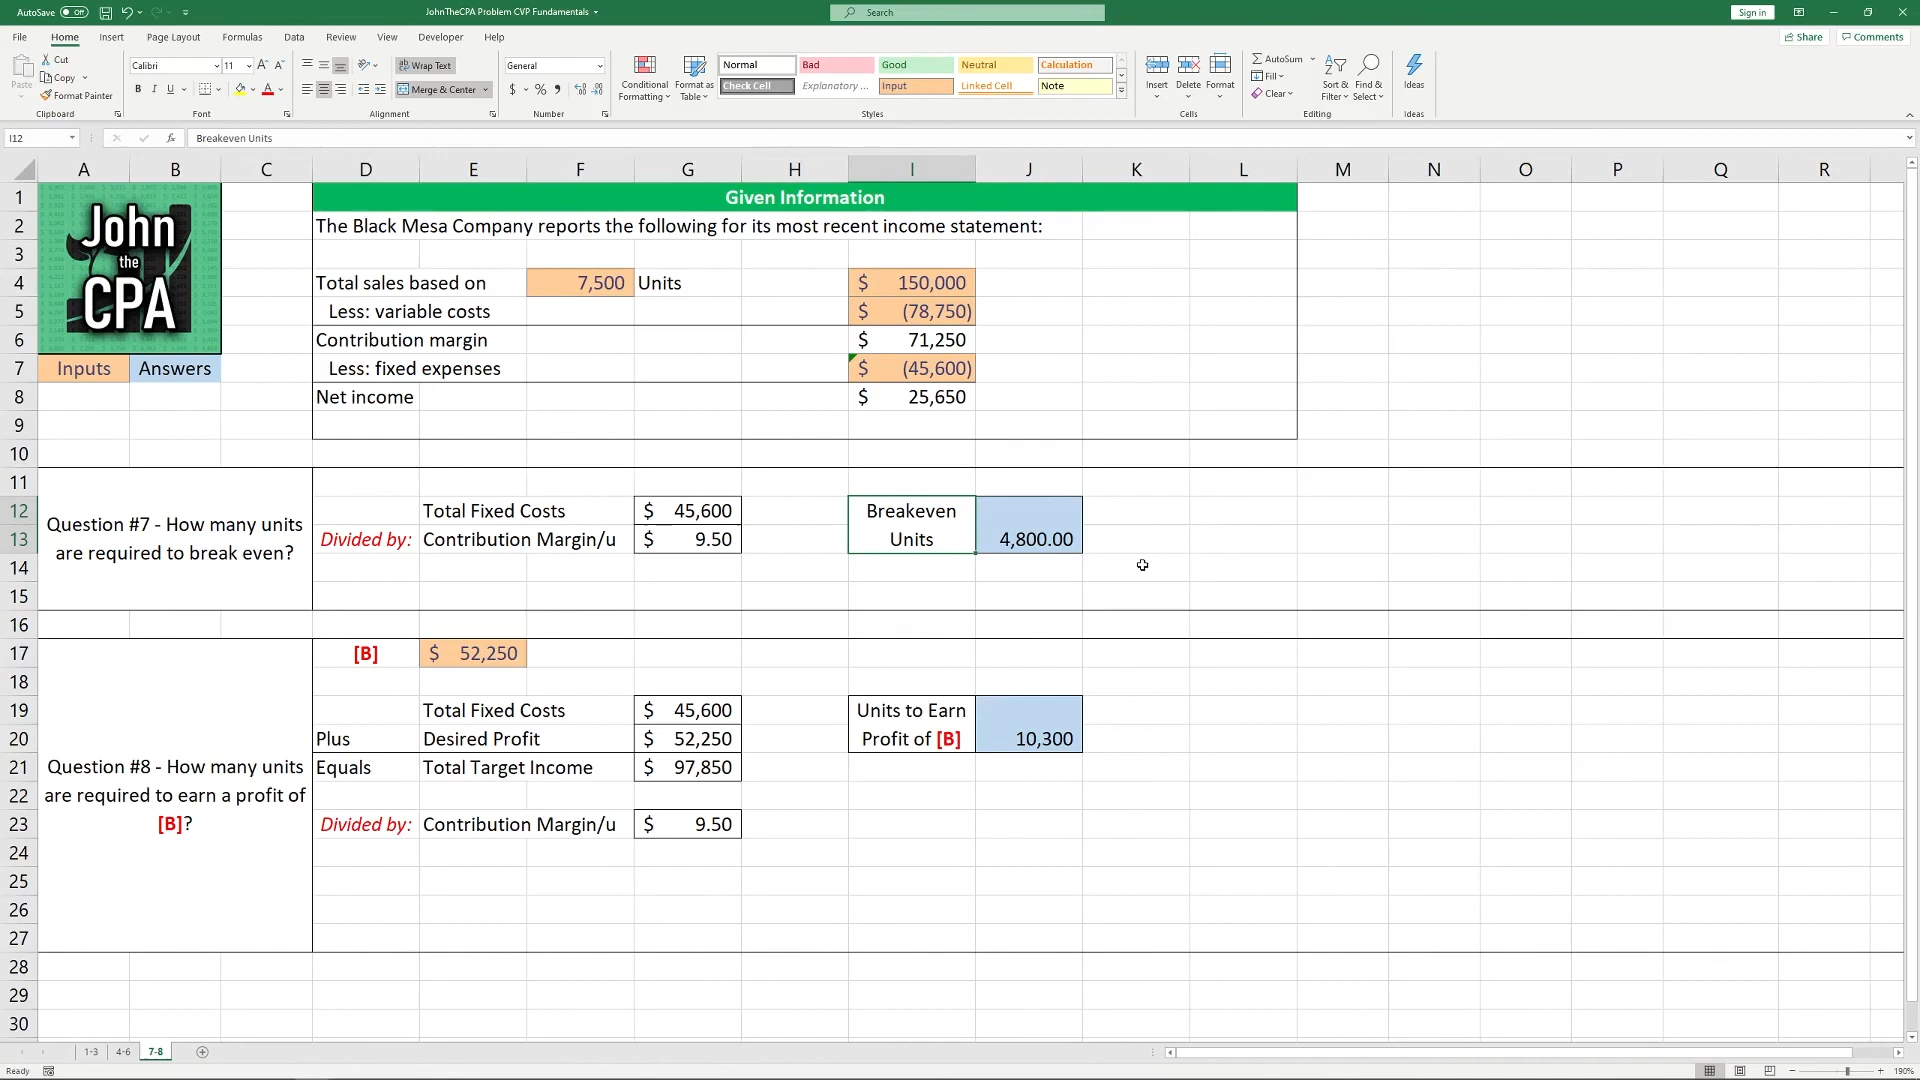 AutoSave Off
JohnTheCPA Problem CVP Fundamentals
Search
Sign in
File Home Insert Page Layout Formulas Data Review View Developer Help
Share Comments
Paste
Cut
Copy
Format Painter
Clipboard
Calibri 11
B I U
Font
Wrap Text
Merge & Center
Alignment
General
$ % ,
Number
Conditional Formatting
Format as Table
Normal Bad Good Neutral Calculation
Check Cell Explanatory ... Input Linked Cell Note
Styles
Insert Delete Format
Cells
AutoSum
Fill
Clear
Sort & Filter
Find & Select
Editing
Ideas
Ideas
I12 fx Breakeven Units
A B C D E F G H I J K L M N O P Q R
1 Given Information
2 The Black Mesa Company reports the following for its most recent income statement:
3
John the CPA
4 Total sales based on 7,500 Units $ 150,000
5 Less: variable costs $ (78,750)
6 Contribution margin $ 71,250
7 Inputs Answers Less: fixed expenses $ (45,600)
8 Net income $ 25,650
9
10
11
Question #7 - How many units
are required to break even?
12 Total Fixed Costs $ 45,600 Breakeven
13 Divided by: Contribution Margin/u $ 9.50 Units 4,800.00
14
15
16
17 [B] $ 52,250
18
19 Total Fixed Costs $ 45,600 Units to Earn
20 Plus Desired Profit $ 52,250 Profit of [B] 10,300
21 Equals Total Target Income $ 97,850
Question #8 - How many units
are required to earn a profit of
[B]?
22
23 Divided by: Contribution Margin/u $ 9.50
24
25
26
27
28
29
30
1-3 4-6 7-8
Ready
190%